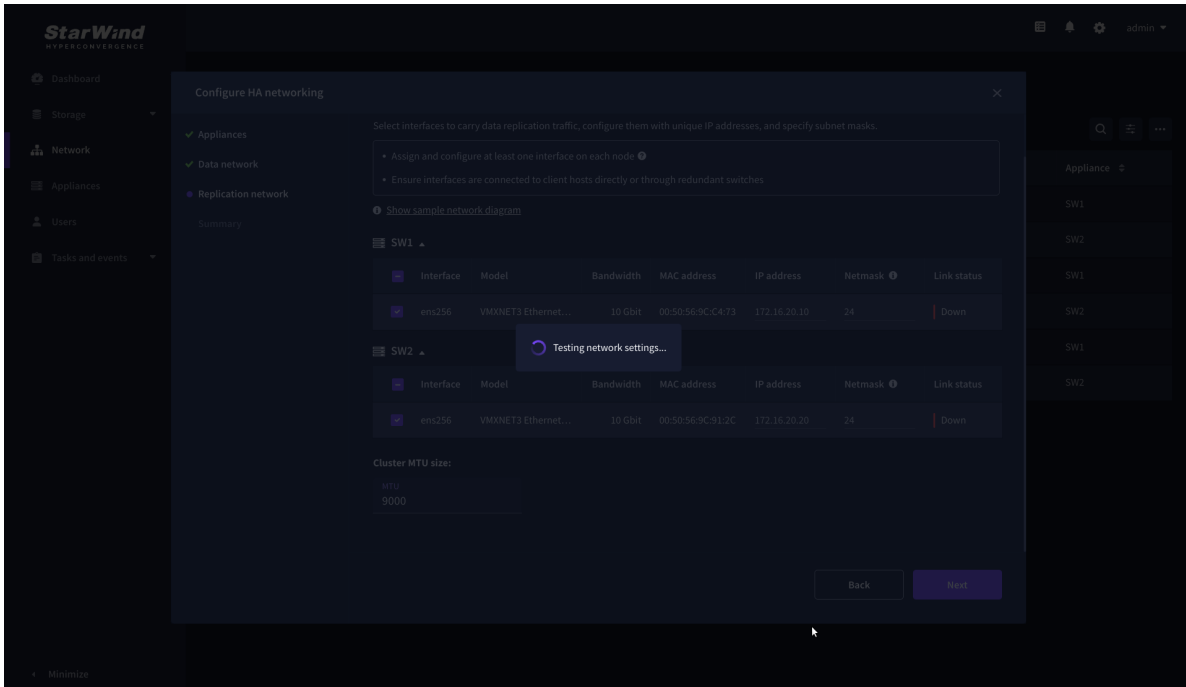 StarWind
HYPERCONVERGENCE
admin
Dashboard
Storage
Network
Appliances
Users
Tasks and events
Minimize
Configure HA networking
Appliances
Data network
Replication network
Summary
Select interfaces to carry data replication traffic, configure them with unique IP addresses, and specify subnet masks.
• Assign and configure at least one interface on each node
• Ensure interfaces are connected to client hosts directly or through redundant switches
Show sample network diagram
SW1
Interface Model Bandwidth MAC address IP address Netmask Link status
ens256 VMXNET3 Ethernet... 10 Gbit 00:50:56:9C:C4:73 172.16.20.10 24 Down
Testing network settings...
SW2
Interface Model Bandwidth MAC address IP address Netmask Link status
ens256 VMXNET3 Ethernet... 10 Gbit 00:50:56:9C:91:2C 172.16.20.20 24 Down
Cluster MTU size:
MTU
9000
Back Next
Appliance
SW1
SW2
SW1
SW2
SW1
SW2